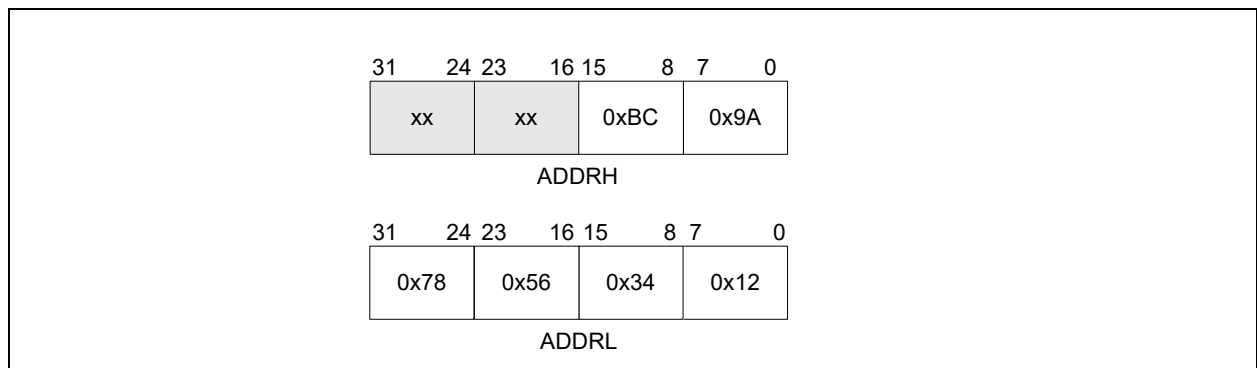 31 24 23 16 15 8 7 0
xx xx 0xBC 0x9A
ADDRH
31 24 23 16 15 8 7 0
0x78 0x56 0x34 0x12
ADDRL